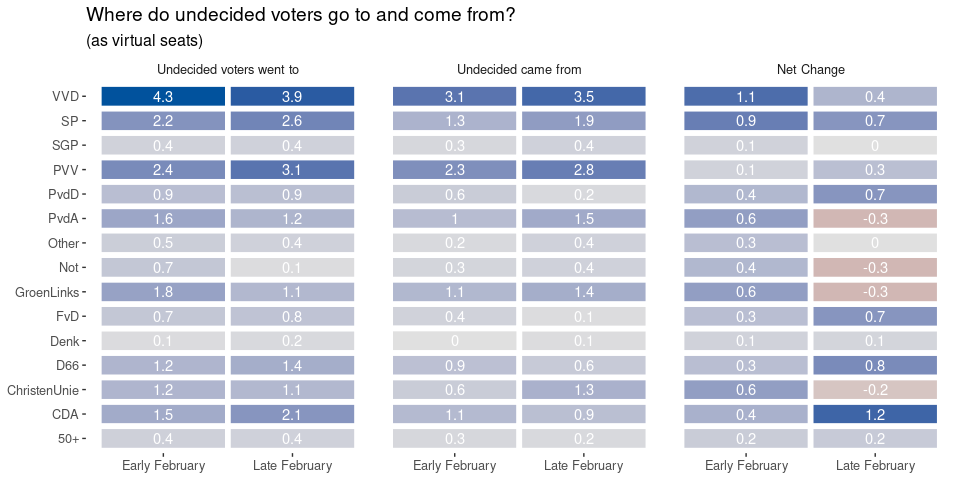 Where do undecided voters go to and come from?
(as virtual seats)
Undecided voters went to Undecided came from Net Change
VVD 4.3 3.9 3.1 3.5 1.1 0.4
SP 2.2 2.6 1.3 1.9 0.9 0.7
SGP 0.4 0.4 0.3 0.4 0.1 0
PVV 2.4 3.1 2.3 2.8 0.1 0.3
PvdD 0.9 0.9 0.6 0.2 0.4 0.7
PvdA 1.6 1.2 1 1.5 0.6 -0.3
Other 0.5 0.4 0.2 0.4 0.3 0
Not 0.7 0.1 0.3 0.4 0.4 -0.3
GroenLinks 1.8 1.1 1.1 1.4 0.6 -0.3
FvD 0.7 0.8 0.4 0.1 0.3 0.7
Denk 0.1 0.2 0 0.1 0.1 0.1
D66 1.2 1.4 0.9 0.6 0.3 0.8
ChristenUnie 1.2 1.1 0.6 1.3 0.6 -0.2
CDA 1.5 2.1 1.1 0.9 0.4 1.2
50+ 0.4 0.4 0.3 0.2 0.2 0.2
Early February Late February Early February Late February Early February Late February